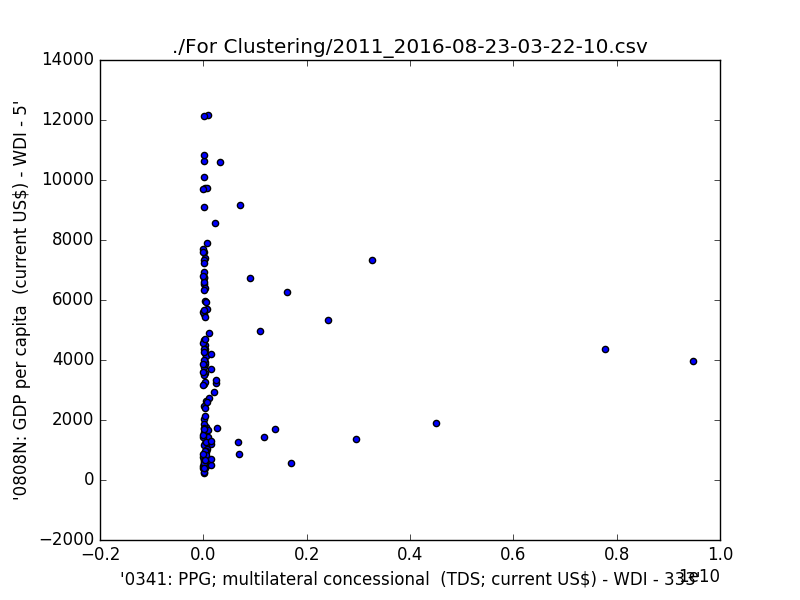 ./For Clustering/2011_2016-08-23-03-22-10.csv
14000
12000
10000
8000
6000
4000
2000
0
−2000
'0808N: GDP per capita  (current US$) - WDI - 5'
−0.2 0.0 0.2 0.4 0.6 0.8 1.0
1e10
'0341: PPG; multilateral concessional  (TDS; current US$) - WDI - 333'